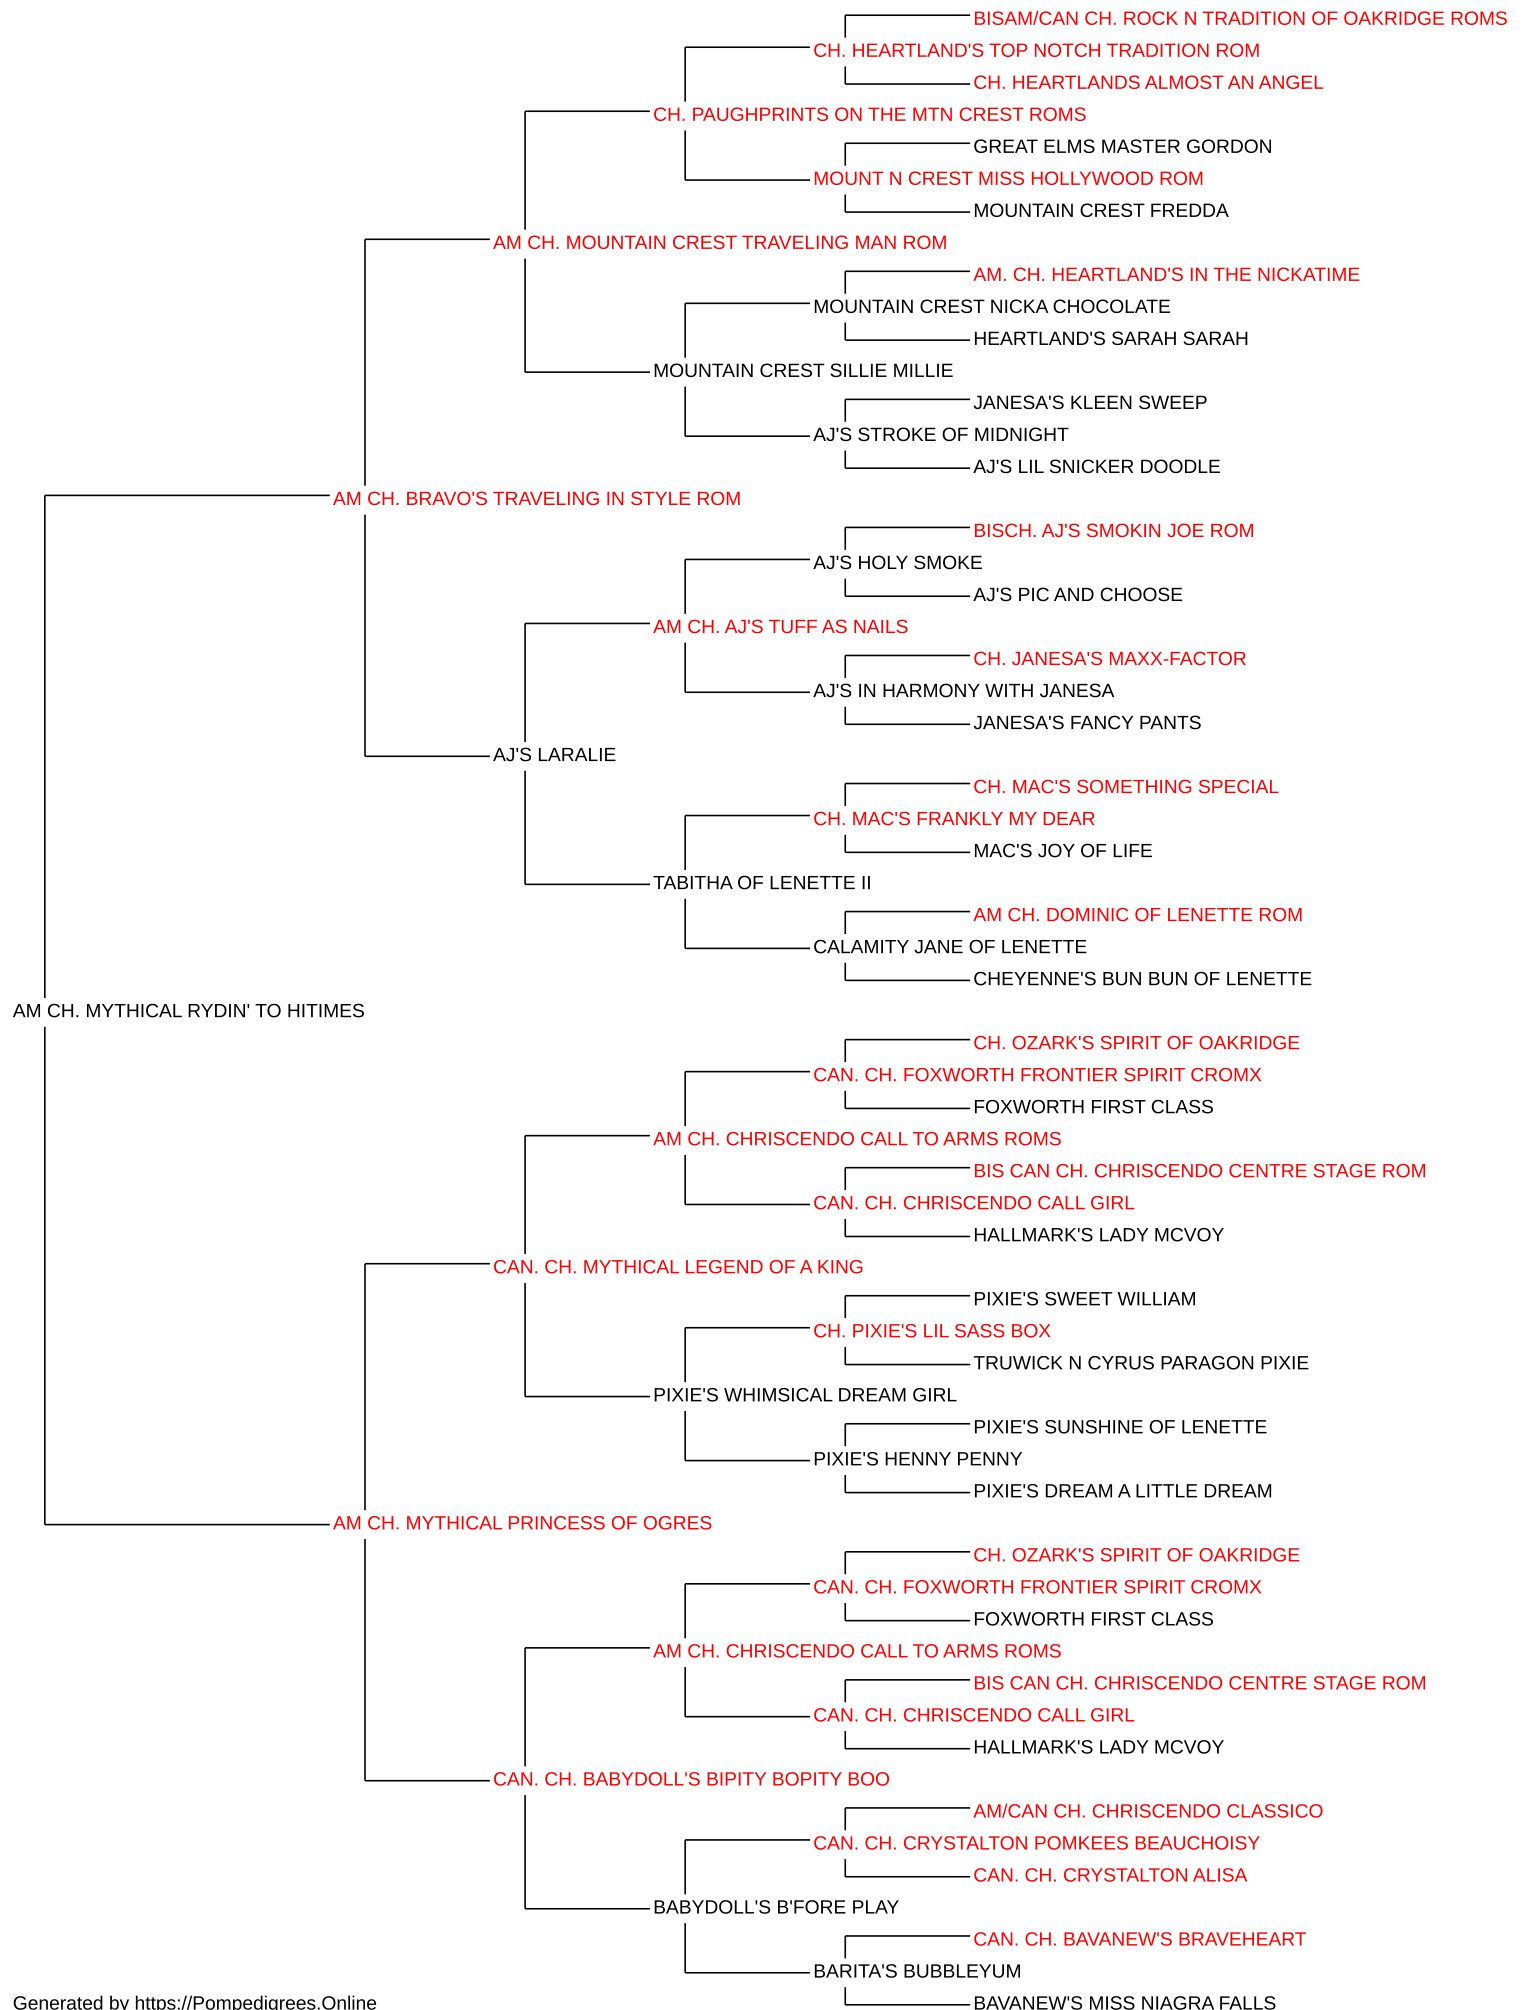 BISAM/CAN CH. ROCK N TRADITION OF OAKRIDGE ROMS
CH. HEARTLAND'S TOP NOTCH TRADITION ROM
CH. HEARTLANDS ALMOST AN ANGEL
CH. PAUGHPRINTS ON THE MTN CREST ROMS
GREAT ELMS MASTER GORDON
MOUNT N CREST MISS HOLLYWOOD ROM
MOUNTAIN CREST FREDDA
AM CH. MOUNTAIN CREST TRAVELING MAN ROM
AM. CH. HEARTLAND'S IN THE NICKATIME
MOUNTAIN CREST NICKA CHOCOLATE
HEARTLAND'S SARAH SARAH
MOUNTAIN CREST SILLIE MILLIE
JANESA'S KLEEN SWEEP
AJ'S STROKE OF MIDNIGHT
AJ'S LIL SNICKER DOODLE
AM CH. BRAVO'S TRAVELING IN STYLE ROM
BISCH. AJ'S SMOKIN JOE ROM
AJ'S HOLY SMOKE
AJ'S PIC AND CHOOSE
AM CH. AJ'S TUFF AS NAILS
CH. JANESA'S MAXX-FACTOR
AJ'S IN HARMONY WITH JANESA
JANESA'S FANCY PANTS
AJ'S LARALIE
CH. MAC'S SOMETHING SPECIAL
CH. MAC'S FRANKLY MY DEAR
MAC'S JOY OF LIFE
TABITHA OF LENETTE II
AM CH. DOMINIC OF LENETTE ROM
CALAMITY JANE OF LENETTE
CHEYENNE'S BUN BUN OF LENETTE
AM CH. MYTHICAL RYDIN' TO HITIMES
CH. OZARK'S SPIRIT OF OAKRIDGE
CAN. CH. FOXWORTH FRONTIER SPIRIT CROMX
FOXWORTH FIRST CLASS
AM CH. CHRISCENDO CALL TO ARMS ROMS
BIS CAN CH. CHRISCENDO CENTRE STAGE ROM
CAN. CH. CHRISCENDO CALL GIRL
HALLMARK'S LADY MCVOY
CAN. CH. MYTHICAL LEGEND OF A KING
PIXIE'S SWEET WILLIAM
CH. PIXIE'S LIL SASS BOX
TRUWICK N CYRUS PARAGON PIXIE
PIXIE'S WHIMSICAL DREAM GIRL
PIXIE'S SUNSHINE OF LENETTE
PIXIE'S HENNY PENNY
PIXIE'S DREAM A LITTLE DREAM
AM CH. MYTHICAL PRINCESS OF OGRES
CH. OZARK'S SPIRIT OF OAKRIDGE
CAN. CH. FOXWORTH FRONTIER SPIRIT CROMX
FOXWORTH FIRST CLASS
AM CH. CHRISCENDO CALL TO ARMS ROMS
BIS CAN CH. CHRISCENDO CENTRE STAGE ROM
CAN. CH. CHRISCENDO CALL GIRL
HALLMARK'S LADY MCVOY
CAN. CH. BABYDOLL'S BIPITY BOPITY BOO
AM/CAN CH. CHRISCENDO CLASSICO
CAN. CH. CRYSTALTON POMKEES BEAUCHOISY
CAN. CH. CRYSTALTON ALISA
BABYDOLL'S B'FORE PLAY
CAN. CH. BAVANEW'S BRAVEHEART
BARITA'S BUBBLEYUM
BAVANEW'S MISS NIAGRA FALLS
Generated by https://Pompedigrees.Online